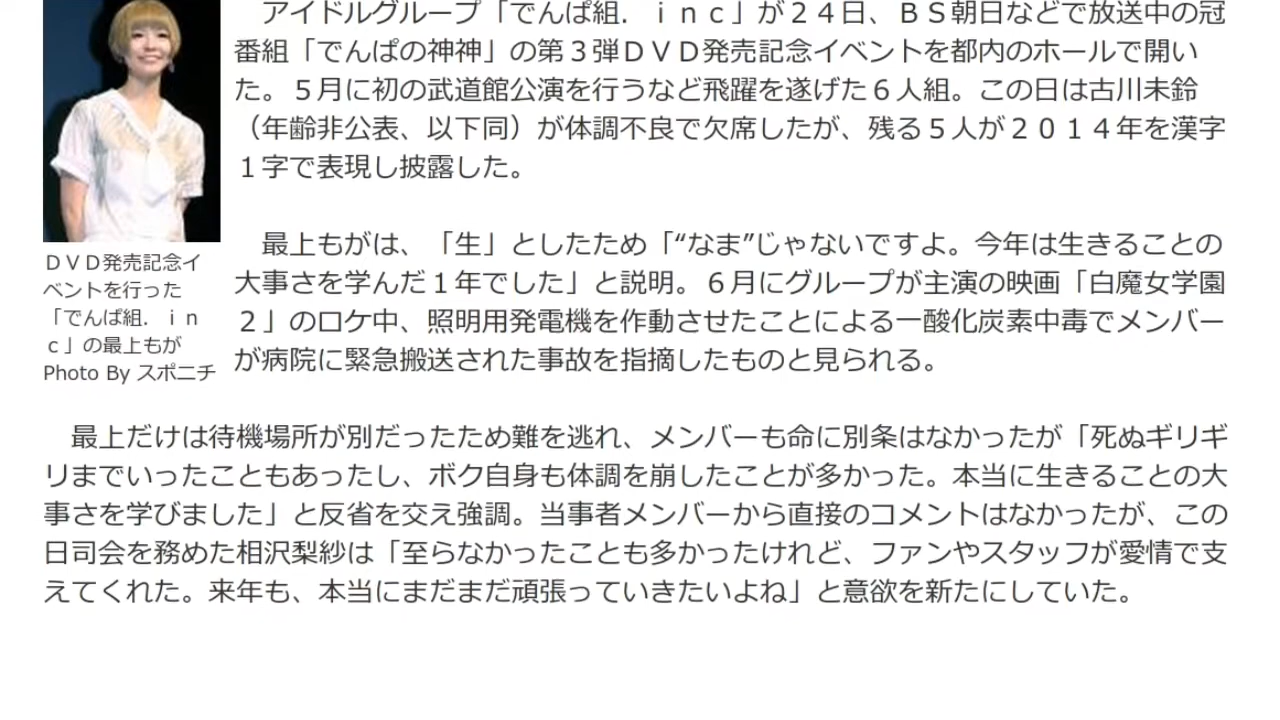 アイドルグループ「でんぱ組．ｉｎｃ」が２４日、ＢＳ朝日などで放送中の冠
番組「でんぱの神神」の第３弾ＤＶＤ発売記念イベントを都内のホールで開い
た。５月に初の武道館公演を行うなど飛躍を遂げた６人組。この日は古川未鈴
（年齢非公表、以下同）が体調不良で欠席したが、残る５人が２０１４年を漢字
１字で表現し披露した。
最上もがは、「生」としたため「“なま”じゃないですよ。今年は生きることの
大事さを学んだ１年でした」と説明。６月にグループが主演の映画「白魔女学園
２」のロケ中、照明用発電機を作動させたことによる一酸化炭素中毒でメンバー
が病院に緊急搬送された事故を指摘したものと見られる。
ＤＶＤ発売記念イ
ベントを行った
「でんぱ組．ｉｎ
ｃ」の最上もが
Photo By スポニチ
最上だけは待機場所が別だったため難を逃れ、メンバーも命に別条はなかったが「死ぬギリギ
リまでいったこともあったし、ボク自身も体調を崩したことが多かった。本当に生きることの大
事さを学びました」と反省を交え強調。当事者メンバーから直接のコメントはなかったが、この
日司会を務めた相沢梨紗は「至らなかったことも多かったけれど、ファンやスタッフが愛情で支
えてくれた。来年も、本当にまだまだ頑張っていきたいよね」と意欲を新たにしていた。